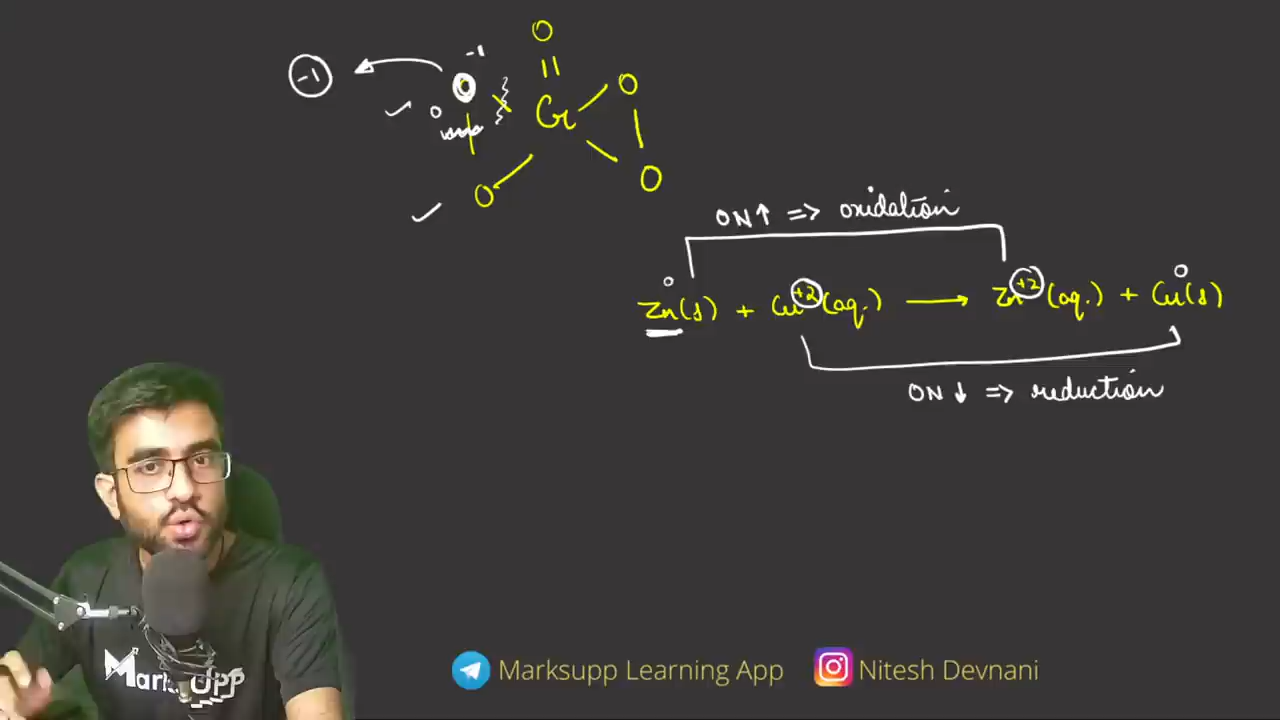 O
-1
-1
O
O
Cr
O
O
O
ON↑ => oxidation
O
O
Zn(s) + Cu+2(aq.) ⟶ Zn+2(aq.) + Cu(s)
ON↓ => reduction
MarksUPP
Marksupp Learning App
Nitesh Devnani